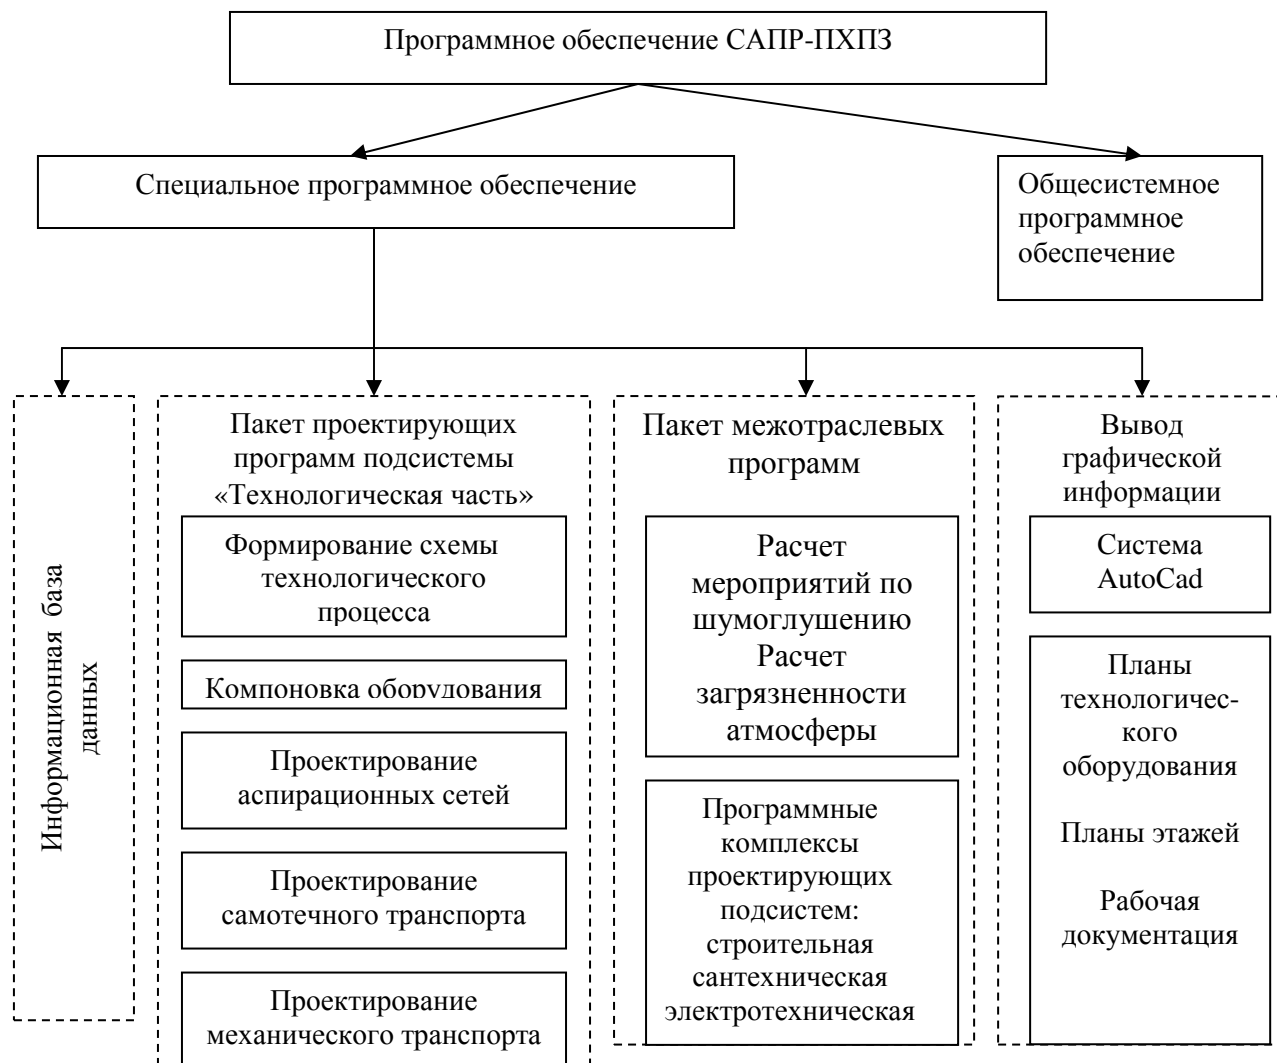 Программное обеспечение САПР-ПХПЗ
Специальное программное обеспечение
Общесистемное
программное
обеспечение
Информационная база
данных
Пакет проектирующих
программ подсистемы
«Технологическая часть»
Формирование схемы
технологического
процесса
Компоновка оборудования
Проектирование
аспирационных сетей
Проектирование
самотечного транспорта
Проектирование
механического транспорта
Пакет межотраслевых
программ
Расчет
мероприятий по
шумоглушению
Расчет
загрязненности
атмосферы
Программные
комплексы
проектирующих
подсистем:
строительная
сантехническая
электротехническая
Вывод
графической
информации
Система
AutoCad
Планы
технологичес-
кого
оборудования
Планы этажей
Рабочая
документация